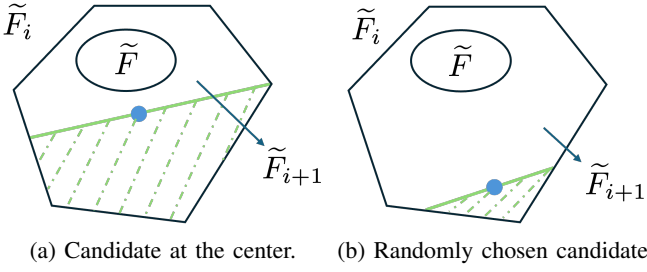 F̃ᵢ
F̃
F̃ᵢ₊₁
(a) Candidate at the center.
F̃ᵢ
F̃
F̃ᵢ₊₁
(b) Randomly chosen candidate